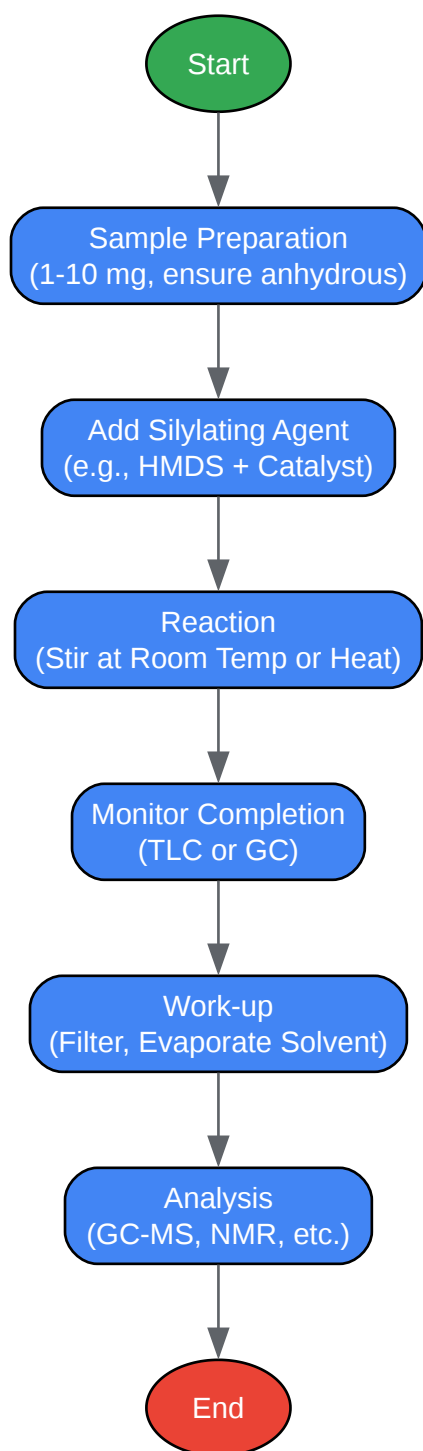 Start
Sample Preparation
(1-10 mg, ensure anhydrous)
Add Silylating Agent
(e.g., HMDS + Catalyst)
Reaction
(Stir at Room Temp or Heat)
Monitor Completion
(TLC or GC)
Work-up
(Filter, Evaporate Solvent)
Analysis
(GC-MS, NMR, etc.)
End